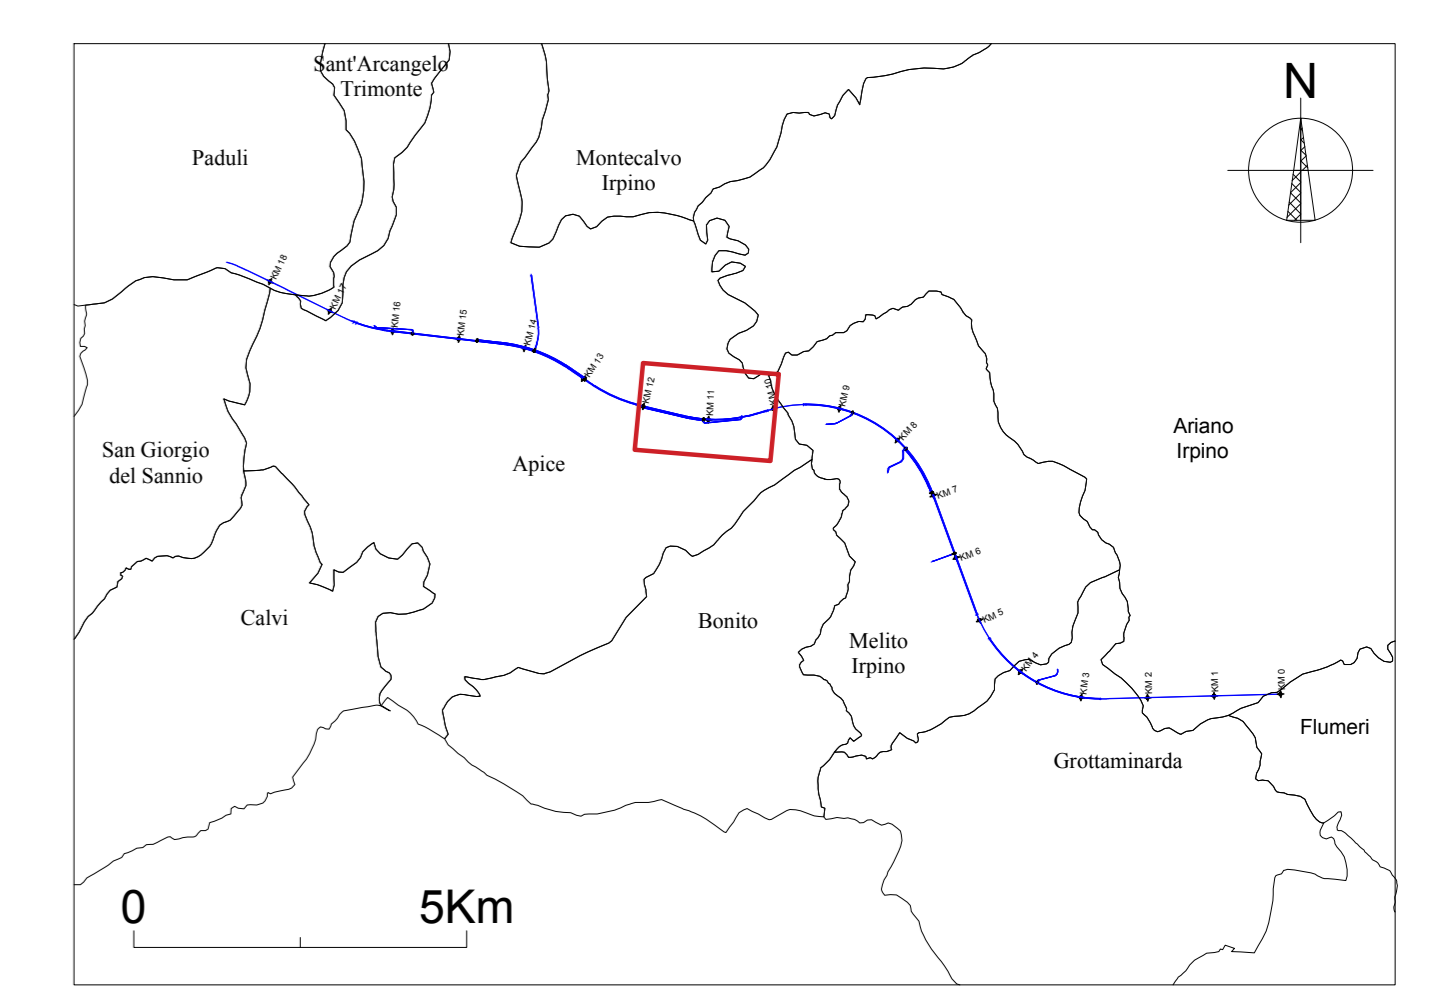 Sant'Arcangelo
Trimonte
N
Paduli
Montecalvo
Irpino
KM 18
KM 17
KM 16
KM 15
KM 14
KM 13
KM 12
KM 11
KM 10
KM 9
KM 8
KM 7
KM 6
KM 5
KM 4
KM 3
KM 2
KM 1
KM 0
Ariano
Irpino
San Giorgio
del Sannio
Apice
Calvi
Bonito
Melito
Irpino
Flumeri
Grottaminarda
0
5Km